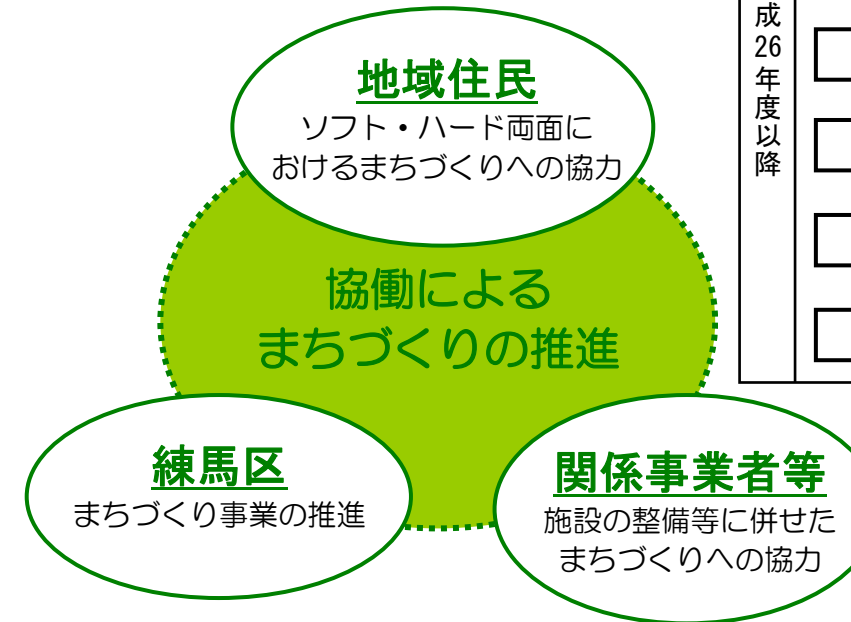 成26年度以降
地域住民
ソフト・ハード両面に
おけるまちづくりへの協力
協働による
まちづくりの推進
練馬区
まちづくり事業の推進
関係事業者等
施設の整備等に併せた
まちづくりへの協力